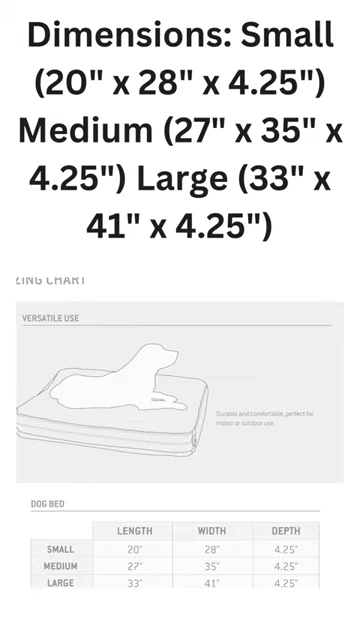 Dimensions: Small
(20" x 28" x 4.25")
Medium (27" x 35" x
4.25") Large (33" x
41" x 4.25")
ZING CHART
VERSATILE USE
Durable and comfortable, perfect for
indoor or outdoor use.
DOG BED
LENGTH WIDTH DEPTH
SMALL 20" 28" 4.25"
MEDIUM 27" 35" 4.25"
LARGE 33" 41" 4.25"